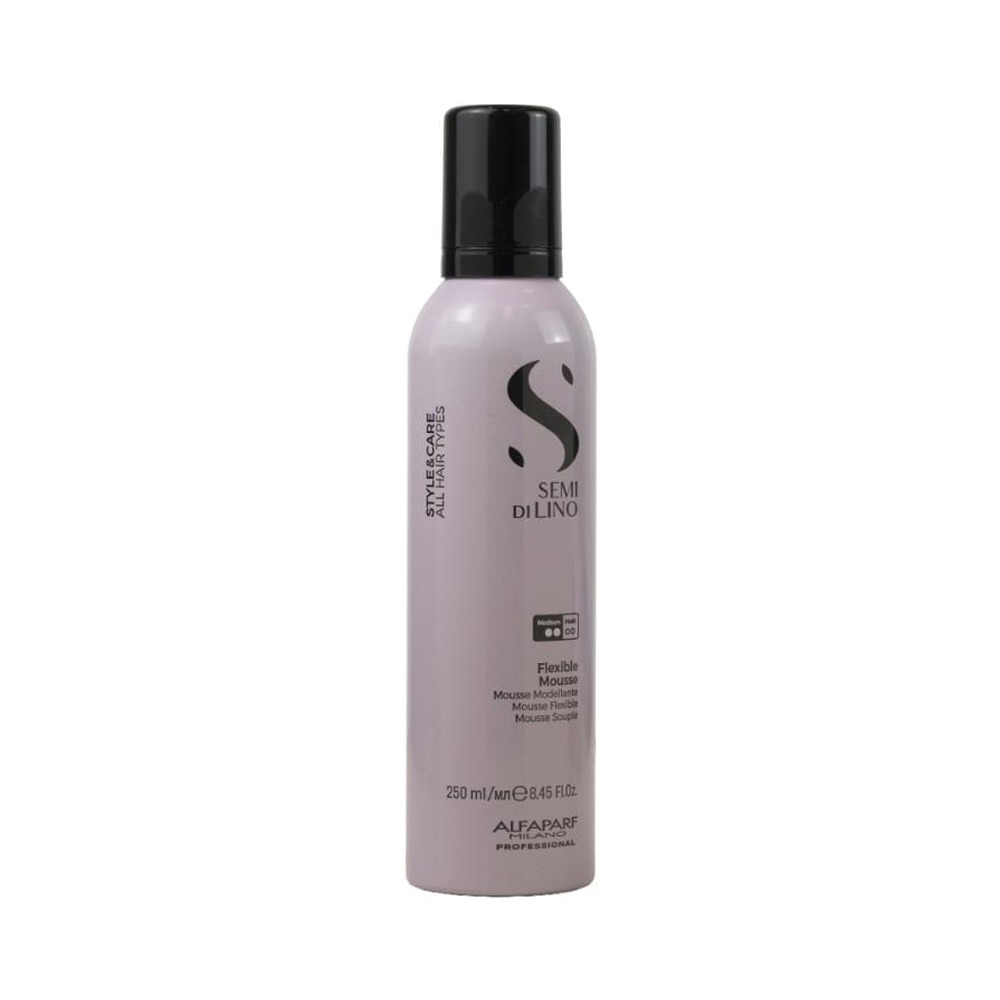 STYLE&CARE
ALL HAIR TYPES
SEMI
DI LINO
Medium
Flexible
Mousse
Mousse Modellante
Mousse Flexible
Mousse Souple
250 ml/мл℮8.45 Fl.Oz.
ALFAPARF
MILANO
PROFESSIONAL